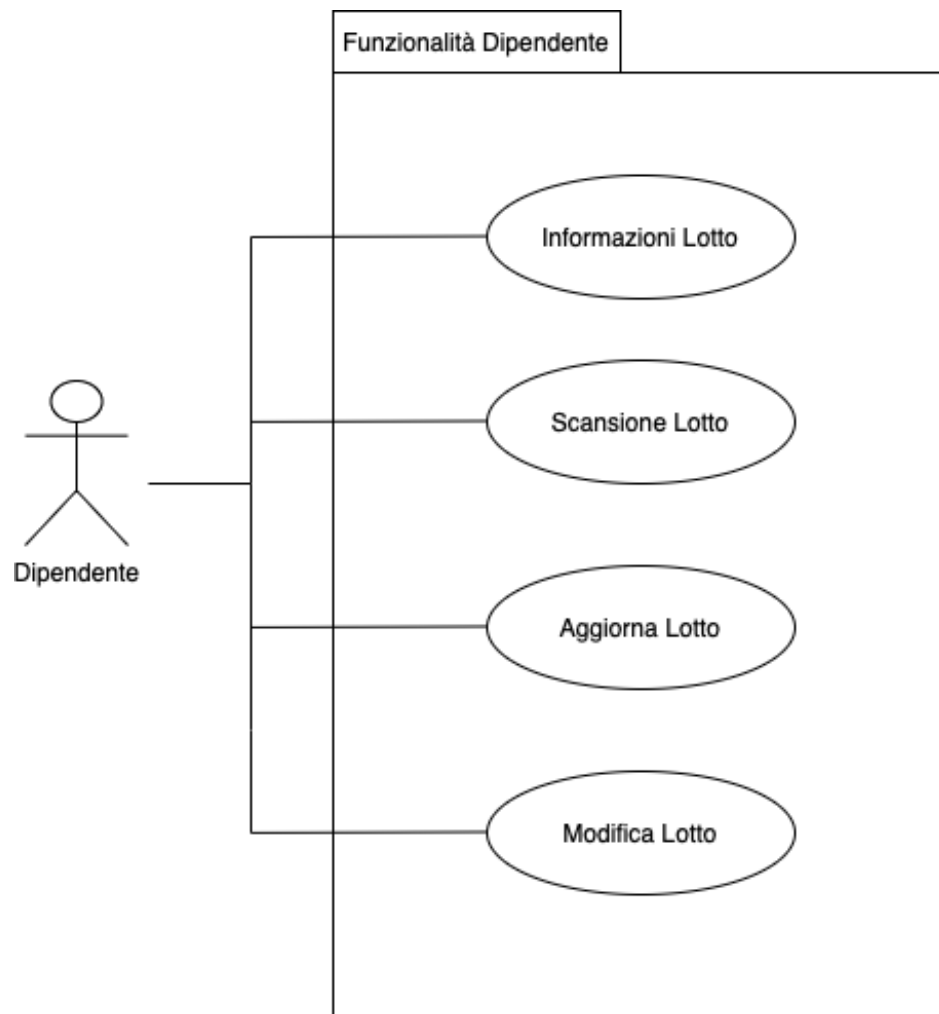 Funzionalità Dipendente
Informazioni Lotto
Scansione Lotto
Dipendente
Aggiorna Lotto
Modifica Lotto